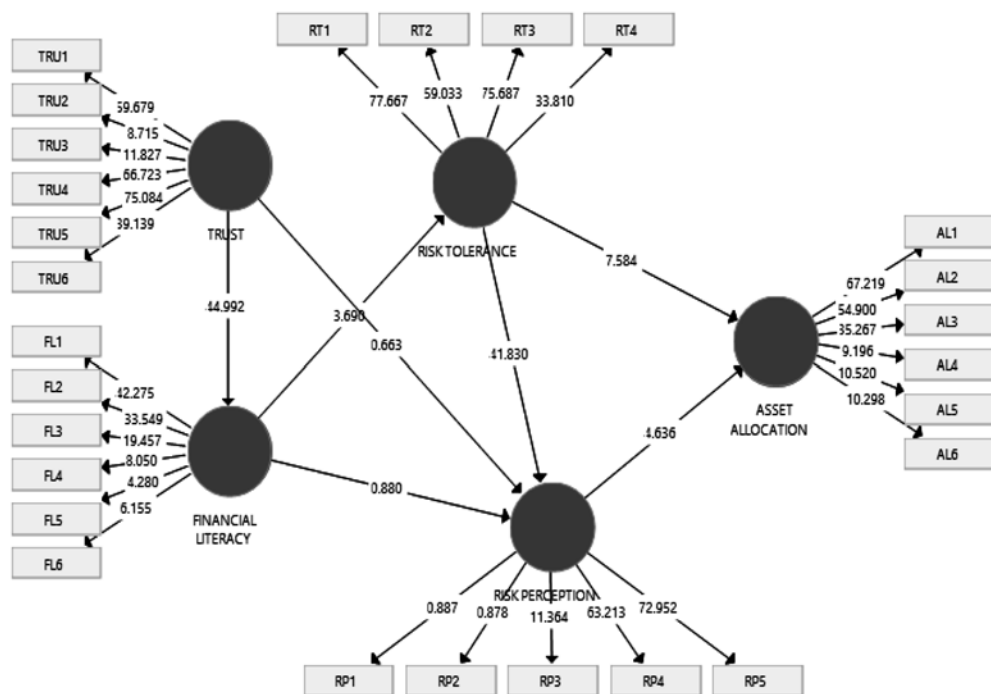 RT1
RT2
RT3
RT4
TRU1
TRU2
TRU3
TRU4
TRU5
TRU6
77.667
59.033
75.687
33.810
59.679
8.715
11.827
66.723
75.084
39.139
TRUST
RISK TOLERANCE
7.584
44.992
3.690
0.663
41.830
AL1
AL2
AL3
AL4
AL5
AL6
67.219
54.900
35.267
9.196
10.520
10.298
ASSET
ALLOCATION
FL1
FL2
FL3
FL4
FL5
FL6
42.275
33.549
19.457
8.050
4.280
6.155
FINANCIAL
LITERACY
4.636
0.880
RISK PERCEPTION
0.887
0.878
11.364
63.213
72.952
RP1
RP2
RP3
RP4
RP5